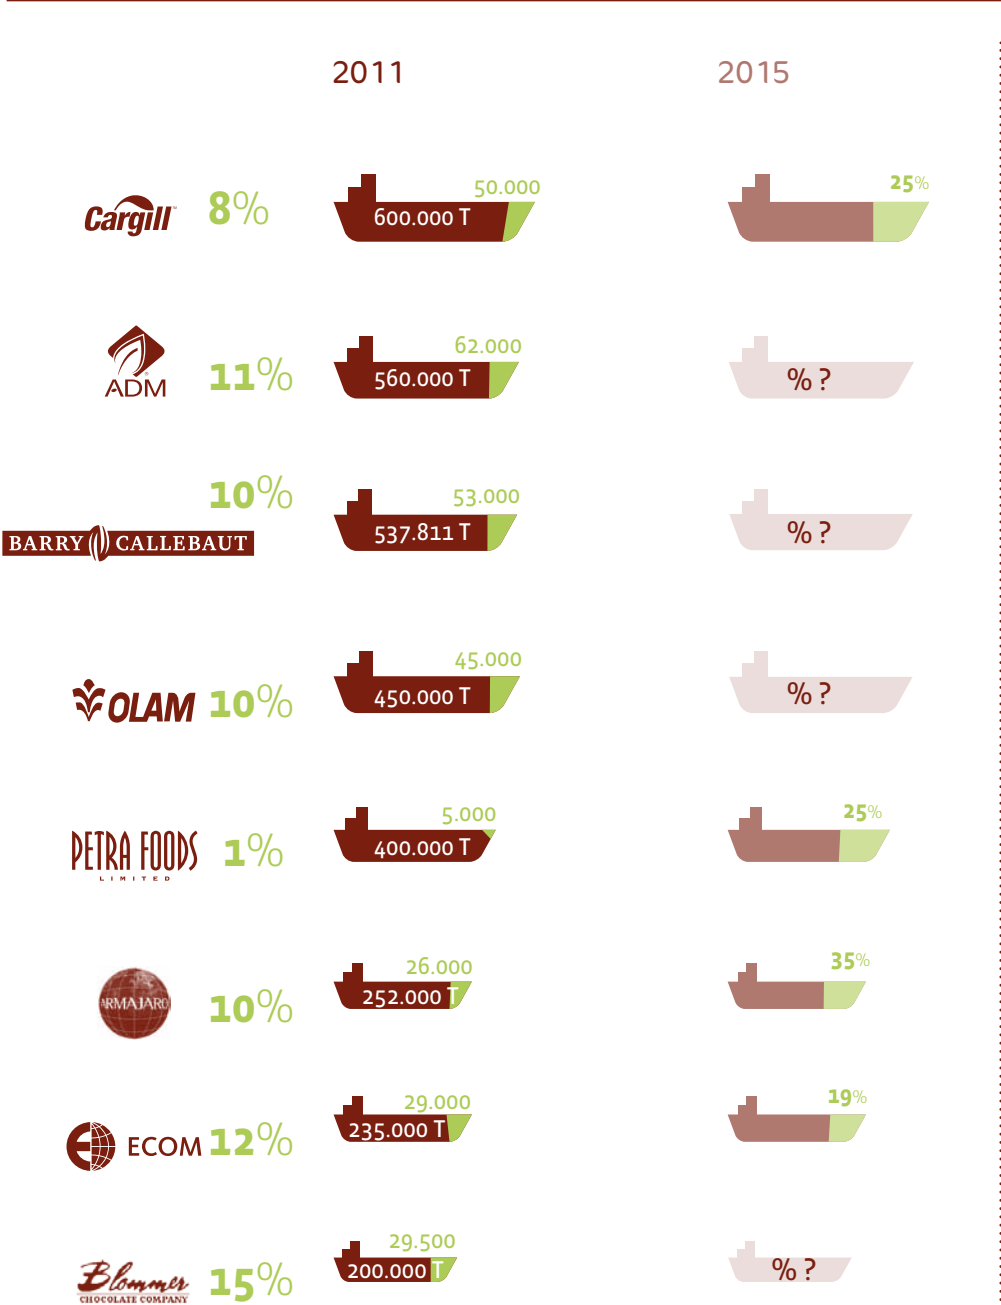 2011 2015
Cargill™ 8% 50.000 600.000 T 25%
ADM® 11% 62.000 560.000 T % ?
10% 53.000
BARRY CALLEBAUT 537.811 T % ?
OLAM 10% 45.000 450.000 T % ?
PETRA FOODS 1% 5.000 400.000 T 25%
LIMITED
ARMAJARO 10% 26.000 252.000 T 35%
ECOM 12% 29.000 235.000 T 19%
Blommer 15% 29.500 200.000 T % ?
CHOCOLATE COMPANY